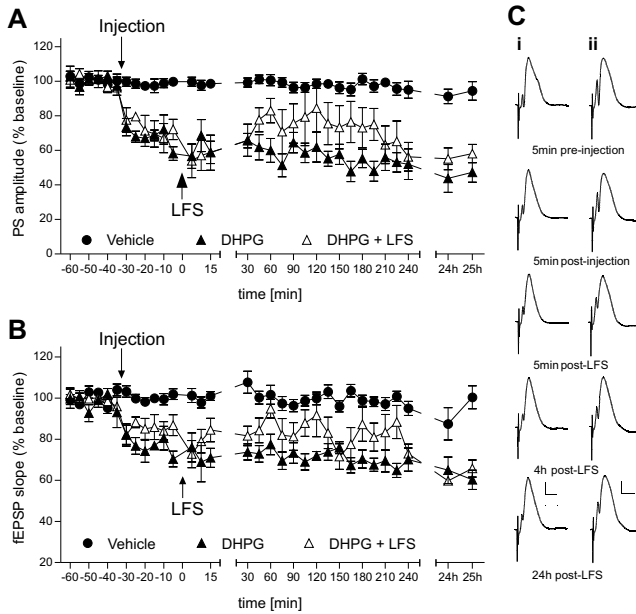 A
Injection
120
100
80
60
40
20
PS amplitude (% baseline)
LFS
Vehicle DHPG DHPG + LFS
-60 -50 -40 -30 -20 -10 0 15 30 60 90 120 150 180 210 240 24h 25h
time [min]
B
Injection
120
100
80
60
40
20
fEPSP slope (% baseline)
LFS
Vehicle DHPG DHPG + LFS
-60 -50 -40 -30 -20 -10 0 15 30 60 90 120 150 180 210 240 24h 25h
time [min]
C
i ii
5min pre-injection
5min post-injection
5min post-LFS
4h post-LFS
24h post-LFS